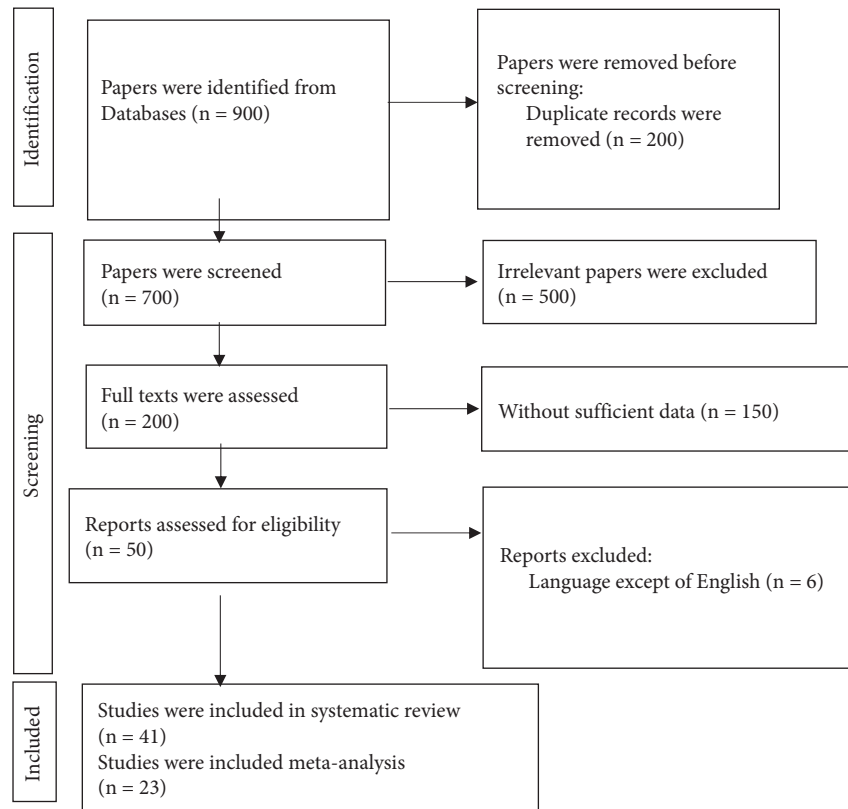 Identification
Papers were identified from
Databases (n = 900)
Papers were removed before
screening:
Duplicate records were
removed (n = 200)
Screening
Papers were screened
(n = 700)
Irrelevant papers were excluded
(n = 500)
Full texts were assessed
(n = 200)
Without sufficient data (n = 150)
Reports assessed for eligibility
(n = 50)
Reports excluded:
Language except of English (n = 6)
Included
Studies were included in systematic review
(n = 41)
Studies were included meta-analysis
(n = 23)